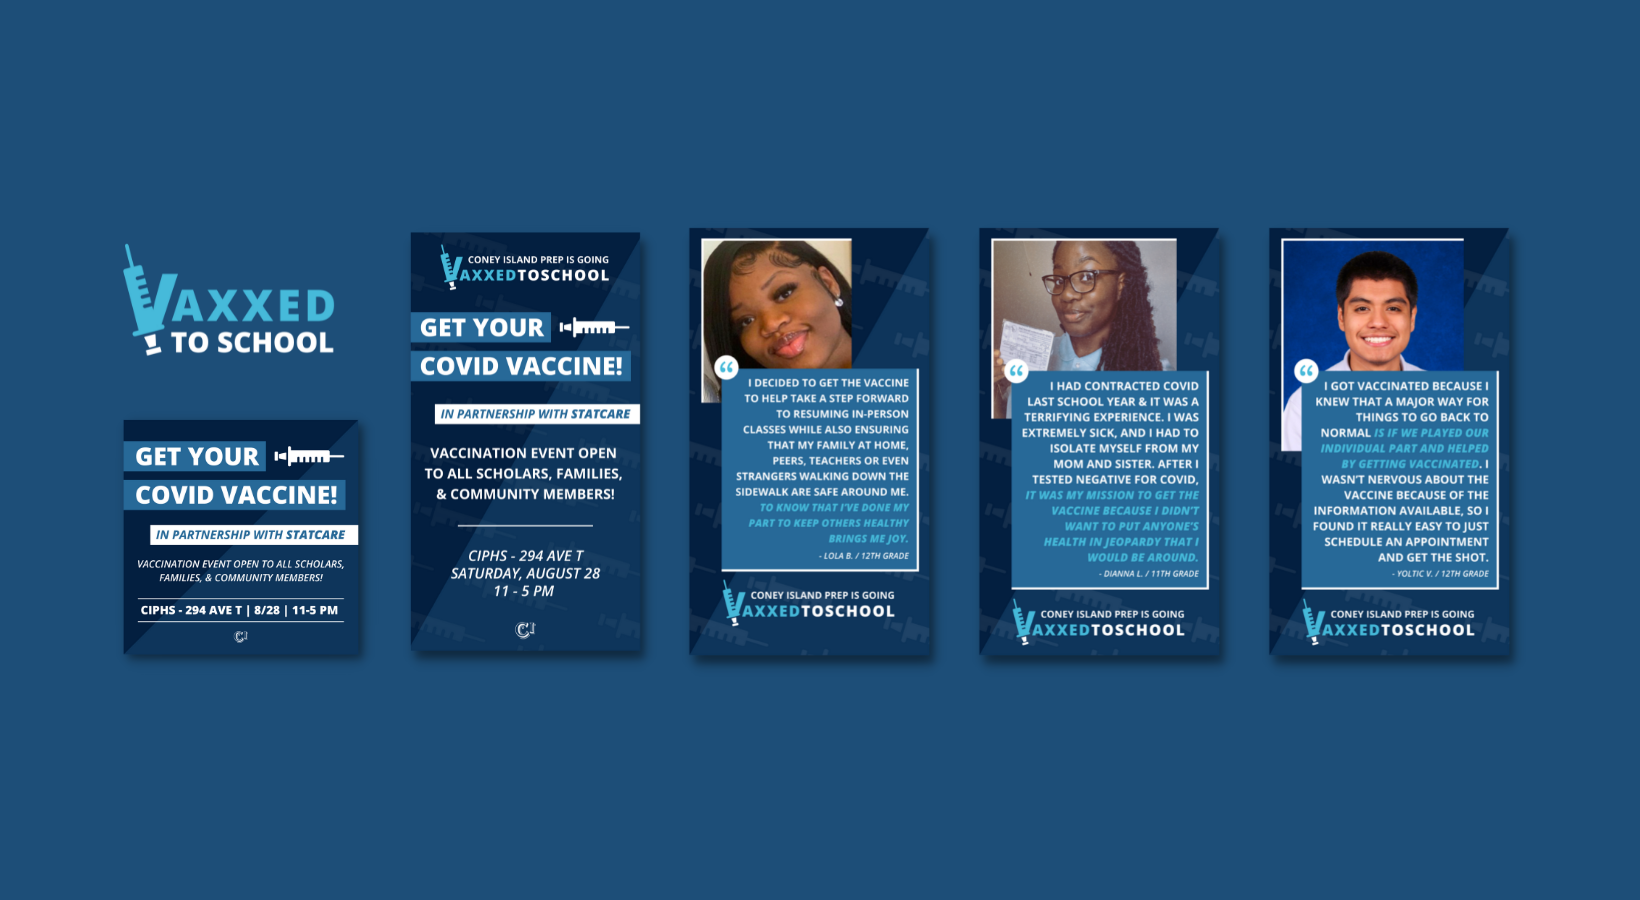 VAXXED
TO SCHOOL
GET YOUR
COVID VACCINE!
IN PARTNERSHIP WITH STATCARE
VACCINATION EVENT OPEN TO ALL SCHOLARS,
FAMILIES, & COMMUNITY MEMBERS!
CIPHS - 294 AVE T | 8/28 | 11-5 PM
CI
CONEY ISLAND PREP IS GOING
VAXXEDTOSCHOOL
GET YOUR
COVID VACCINE!
IN PARTNERSHIP WITH STATCARE
VACCINATION EVENT OPEN
TO ALL SCHOLARS, FAMILIES,
& COMMUNITY MEMBERS!
CIPHS - 294 AVE T
SATURDAY, AUGUST 28
11 - 5 PM
CI
“
I DECIDED TO GET THE VACCINE
TO HELP TAKE A STEP FORWARD
TO RESUMING IN-PERSON
CLASSES WHILE ALSO ENSURING
THAT MY FAMILY AT HOME,
PEERS, TEACHERS OR EVEN
STRANGERS WALKING DOWN THE
SIDEWALK ARE SAFE AROUND ME.
TO KNOW THAT I'VE DONE MY
PART TO KEEP OTHERS HEALTHY
BRINGS ME JOY.
- LOLA B. / 12TH GRADE
CONEY ISLAND PREP IS GOING
VAXXEDTOSCHOOL
“
I HAD CONTRACTED COVID
LAST SCHOOL YEAR & IT WAS A
TERRIFYING EXPERIENCE. I WAS
EXTREMELY SICK, AND I HAD TO
ISOLATE MYSELF FROM MY
MOM AND SISTER. AFTER I
TESTED NEGATIVE FOR COVID,
IT WAS MY MISSION TO GET THE
VACCINE BECAUSE I DIDN'T
WANT TO PUT ANYONE'S
HEALTH IN JEOPARDY THAT I
WOULD BE AROUND.
- DIANNA L. / 11TH GRADE
CONEY ISLAND PREP IS GOING
VAXXEDTOSCHOOL
“
I GOT VACCINATED BECAUSE I
KNEW THAT A MAJOR WAY FOR
THINGS TO GO BACK TO
NORMAL IS IF WE PLAYED OUR
INDIVIDUAL PART AND HELPED
BY GETTING VACCINATED. I
WASN'T NERVOUS ABOUT THE
VACCINE BECAUSE OF THE
INFORMATION AVAILABLE, SO I
FOUND IT REALLY EASY TO JUST
SCHEDULE AN APPOINTMENT
AND GET THE SHOT.
- YOLTIC V. / 12TH GRADE
CONEY ISLAND PREP IS GOING
VAXXEDTOSCHOOL